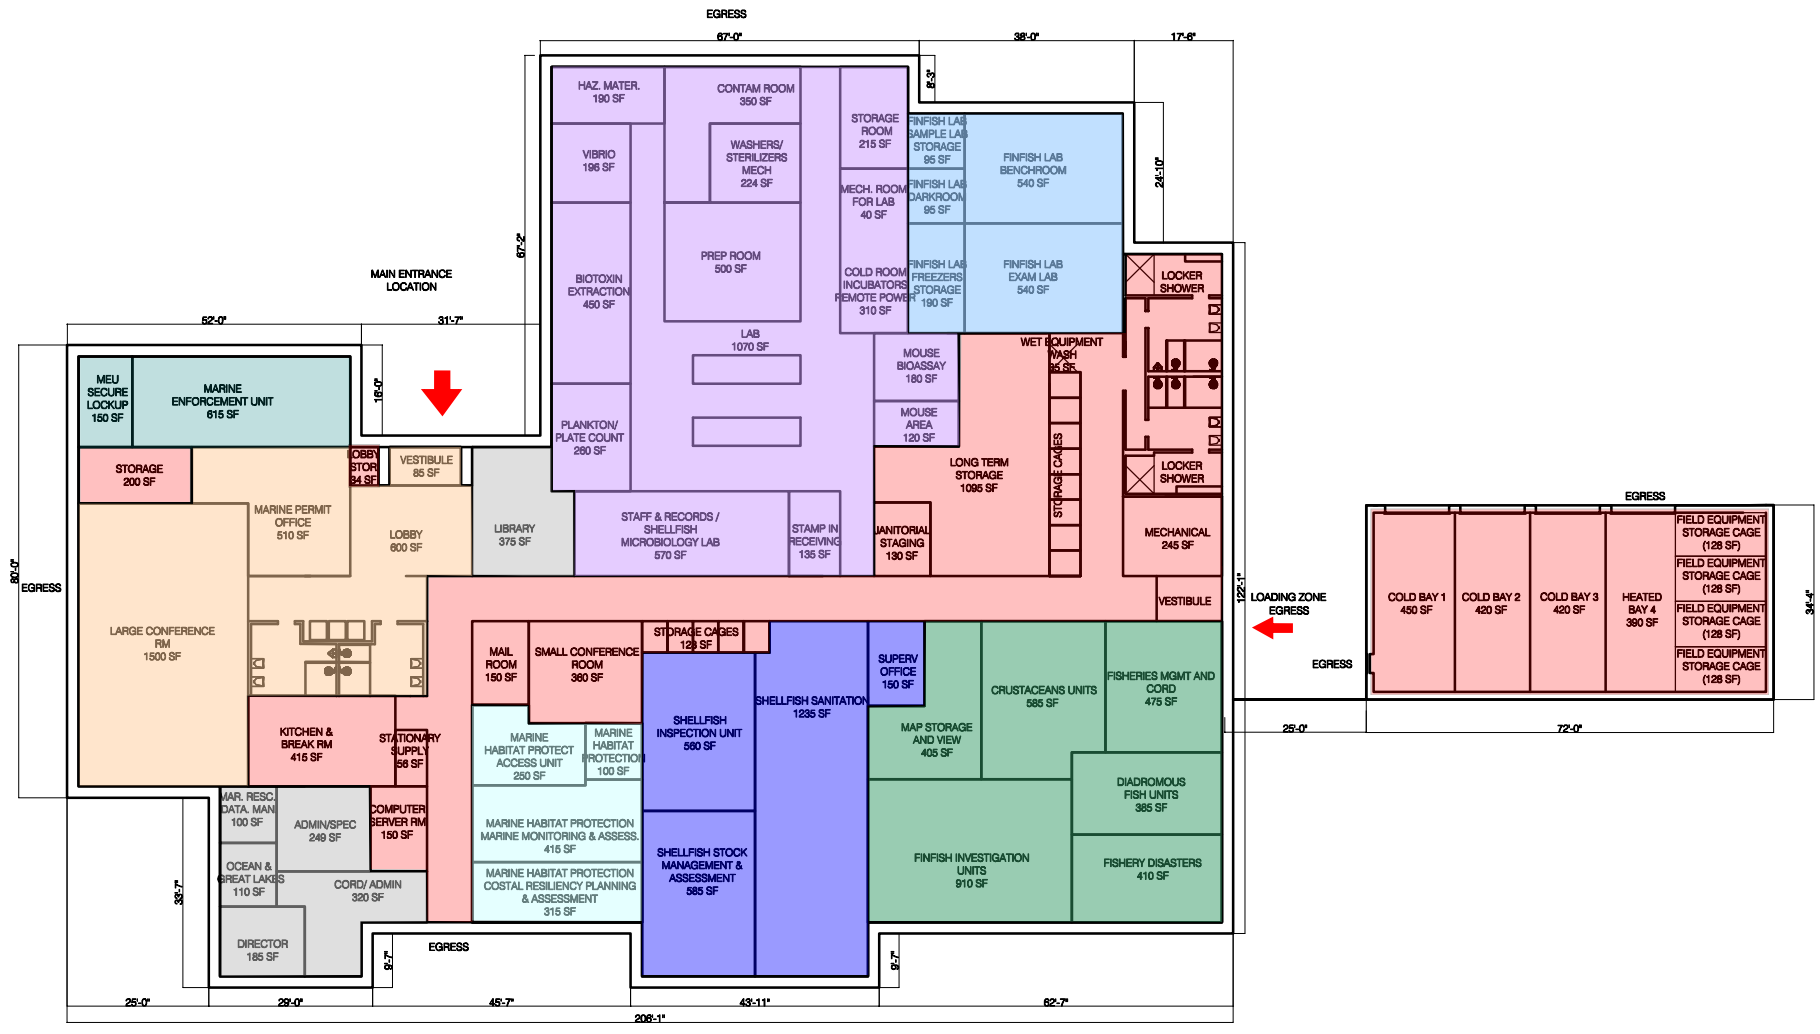 EGRESS
67'-0"
38'-0"
17'-6"
8'-3"
HAZ. MATER.
190 SF
CONTAM ROOM
350 SF
STORAGE
ROOM
215 SF
FINFISH LAB
SAMPLE LAB
STORAGE
95 SF
FINFISH LAB
BENCHROOM
540 SF
24'-10"
VIBRIO
196 SF
WASHERS/
STERILIZERS
MECH
224 SF
MECH. ROOM
FOR LAB
40 SF
FINFISH LAB
DARKROOM
95 SF
67'-2"
PREP ROOM
500 SF
BIOTOXIN
EXTRACTION
450 SF
COLD ROOM
INCUBATORS
REMOTE POWER
310 SF
FINFISH LAB
FREEZERS
STORAGE
190 SF
FINFISH LAB
EXAM LAB
540 SF
LOCKER
SHOWER
MAIN ENTRANCE
LOCATION
52'-0"
31'-7"
LAB
1070 SF
MOUSE
BIOASSAY
180 SF
WET EQUIPMENT
WASH
35 SF
MEU
SECURE
LOCKUP
150 SF
MARINE
ENFORCEMENT UNIT
615 SF
16'-0"
PLANKTON/
PLATE COUNT
260 SF
MOUSE
AREA
120 SF
STORAGE
200 SF
LOBBY
STOR
34 SF
VESTIBULE
85 SF
LONG TERM
STORAGE
1095 SF
STORAGE CAGES
LOCKER
SHOWER
MARINE PERMIT
OFFICE
510 SF
LOBBY
600 SF
LIBRARY
375 SF
STAFF & RECORDS /
SHELLFISH
MICROBIOLOGY LAB
570 SF
STAMP IN
RECEIVING
135 SF
JANITORIAL
STAGING
130 SF
MECHANICAL
245 SF
EGRESS
FIELD EQUIPMENT
STORAGE CAGE
(128 SF)
FIELD EQUIPMENT
STORAGE CAGE
(128 SF)
FIELD EQUIPMENT
STORAGE CAGE
(128 SF)
FIELD EQUIPMENT
STORAGE CAGE
(128 SF)
80'-0"
EGRESS
122'-1"
VESTIBULE
LOADING ZONE
EGRESS
COLD BAY 1
450 SF
COLD BAY 2
420 SF
COLD BAY 3
420 SF
HEATED
BAY 4
390 SF
34'-4"
EGRESS
LARGE CONFERENCE
RM
1500 SF
MAIL
ROOM
150 SF
SMALL CONFERENCE
ROOM
360 SF
STORAGE CAGES
128 SF
SUPERV
OFFICE
150 SF
CRUSTACEANS UNITS
585 SF
FISHERIES MGMT AND
CORD
475 SF
SHELLFISH SANITATION
1235 SF
KITCHEN &
BREAK RM
415 SF
STATIONARY
SUPPLY
56 SF
MARINE
HABITAT PROTECT
ACCESS UNIT
250 SF
MARINE
HABITAT
PROTECTION
100 SF
SHELLFISH
INSPECTION UNIT
560 SF
MAP STORAGE
AND VIEW
405 SF
25'-0"
72'-0"
MAR. RESC.
DATA. MAN.
100 SF
ADMIN/SPEC
249 SF
COMPUTER
SERVER RM
150 SF
MARINE HABITAT PROTECTION
MARINE MONITORING & ASSESS.
415 SF
DIADROMOUS
FISH UNITS
385 SF
OCEAN &
GREAT LAKES
110 SF
CORD/ ADMIN
320 SF
MARINE HABITAT PROTECTION
COSTAL RESILIENCY PLANNING
& ASSESSMENT
315 SF
SHELLFISH STOCK
MANAGEMENT &
ASSESSMENT
585 SF
FINFISH INVESTIGATION
UNITS
910 SF
FISHERY DISASTERS
410 SF
33'-7"
DIRECTOR
185 SF
EGRESS
9'-7"
9'-7"
25'-0"
29'-0"
45'-7"
43'-11"
62'-7"
206'-1"